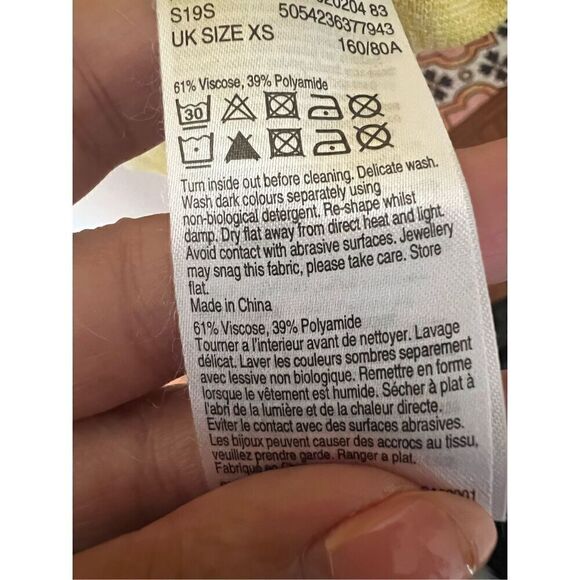 020204 83
S19S 5054236377943
UK SIZE XS 160/80A
61% Viscose, 39% Polyamide
30
Turn inside out before cleaning. Delicate wash.
Wash dark colours separately using
non-biological detergent. Re-shape whilst
damp. Dry flat away from direct heat and light.
Avoid contact with abrasive surfaces. Jewellery
may snag this fabric, please take care. Store
flat.
Made in China
61% Viscose, 39% Polyamide
Tourner a l'interieur avant de nettoyer. Lavage
délicat. Laver les couleurs sombres separement
avec lessive non biologique. Remettre en forme
lorsque le vêtement est humide. Sécher à plat à
l'abri de la lumière et de la chaleur directe.
Eviter le contact avec des surfaces abrasives.
Les bijoux peuvent causer des accrocs au tissu,
veuillez prendre garde. Ranger a plat.
Fabriqué en